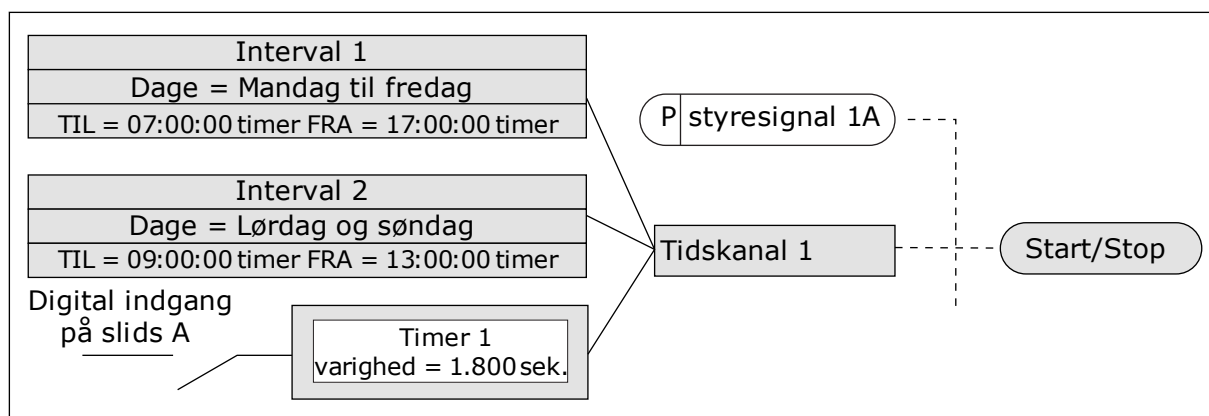 Interval 1
Dage = Mandag til fredag
TIL = 07:00:00 timer FRA = 17:00:00 timer
Interval 2
Dage = Lørdag og søndag
TIL = 09:00:00 timer FRA = 13:00:00 timer
Digital indgang
på slids A
Timer 1
varighed = 1.800 sek.
P styresignal 1A
Tidskanal 1
Start/Stop